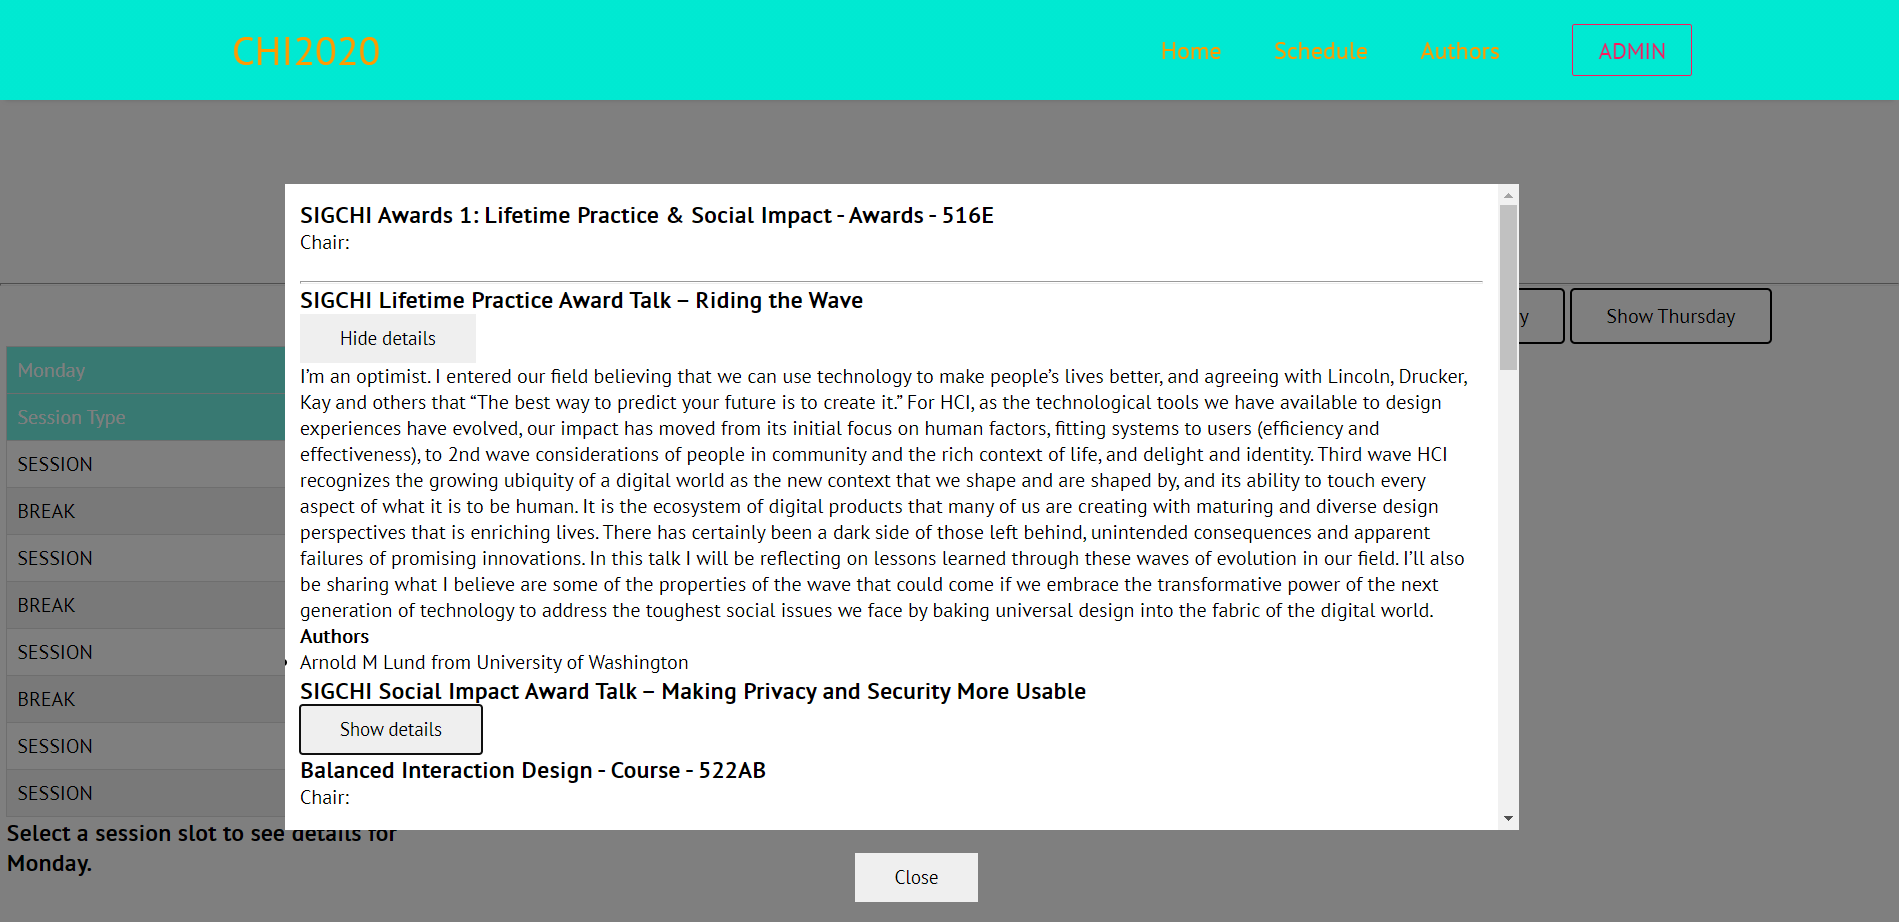 CHI2020
Home
Schedule
Authors
ADMIN
SIGCHI Awards 1: Lifetime Practice & Social Impact - Awards - 516E
Chair:
SIGCHI Lifetime Practice Award Talk – Riding the Wave
Hide details
I’m an optimist. I entered our field believing that we can use technology to make people’s lives better, and agreeing with Lincoln, Drucker,
Kay and others that “The best way to predict your future is to create it.” For HCI, as the technological tools we have available to design
experiences have evolved, our impact has moved from its initial focus on human factors, fitting systems to users (efficiency and
effectiveness), to 2nd wave considerations of people in community and the rich context of life, and delight and identity. Third wave HCI
recognizes the growing ubiquity of a digital world as the new context that we shape and are shaped by, and its ability to touch every
aspect of what it is to be human. It is the ecosystem of digital products that many of us are creating with maturing and diverse design
perspectives that is enriching lives. There has certainly been a dark side of those left behind, unintended consequences and apparent
failures of promising innovations. In this talk I will be reflecting on lessons learned through these waves of evolution in our field. I’ll also
be sharing what I believe are some of the properties of the wave that could come if we embrace the transformative power of the next
generation of technology to address the toughest social issues we face by baking universal design into the fabric of the digital world.
Authors
Arnold M Lund from University of Washington
SIGCHI Social Impact Award Talk – Making Privacy and Security More Usable
Show details
Balanced Interaction Design - Course - 522AB
Chair:
Close
y
Show Thursday
Monday
Session Type
SESSION
BREAK
SESSION
BREAK
SESSION
BREAK
SESSION
SESSION
Select a session slot to see details for
Monday.